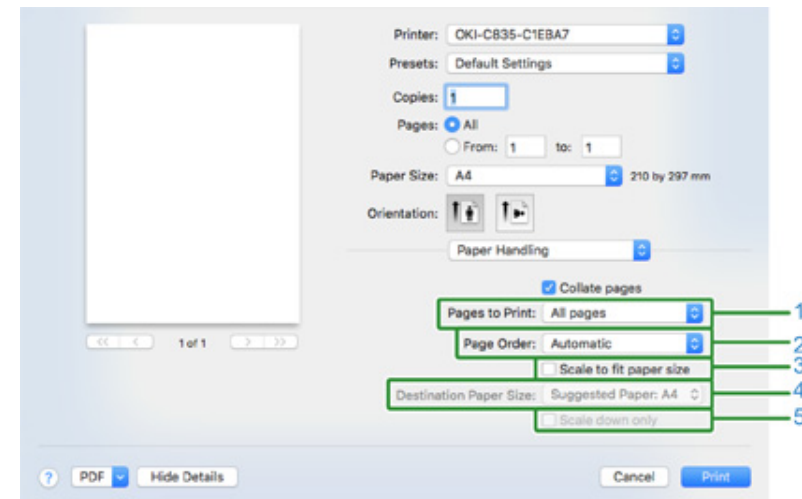 Printer: OKI-C835-C1EBA7
Presets: Default Settings
Copies: 1
Pages: All
From: 1 to: 1
Paper Size: A4 210 by 297 mm
Orientation:
Paper Handling
Collate pages
Pages to Print: All pages 1
1 of 1 Page Order: Automatic 2
Scale to fit paper size 3
Destination Paper Size: Suggested Paper: A4 4
Scale down only 5
? PDF Hide Details Cancel Print